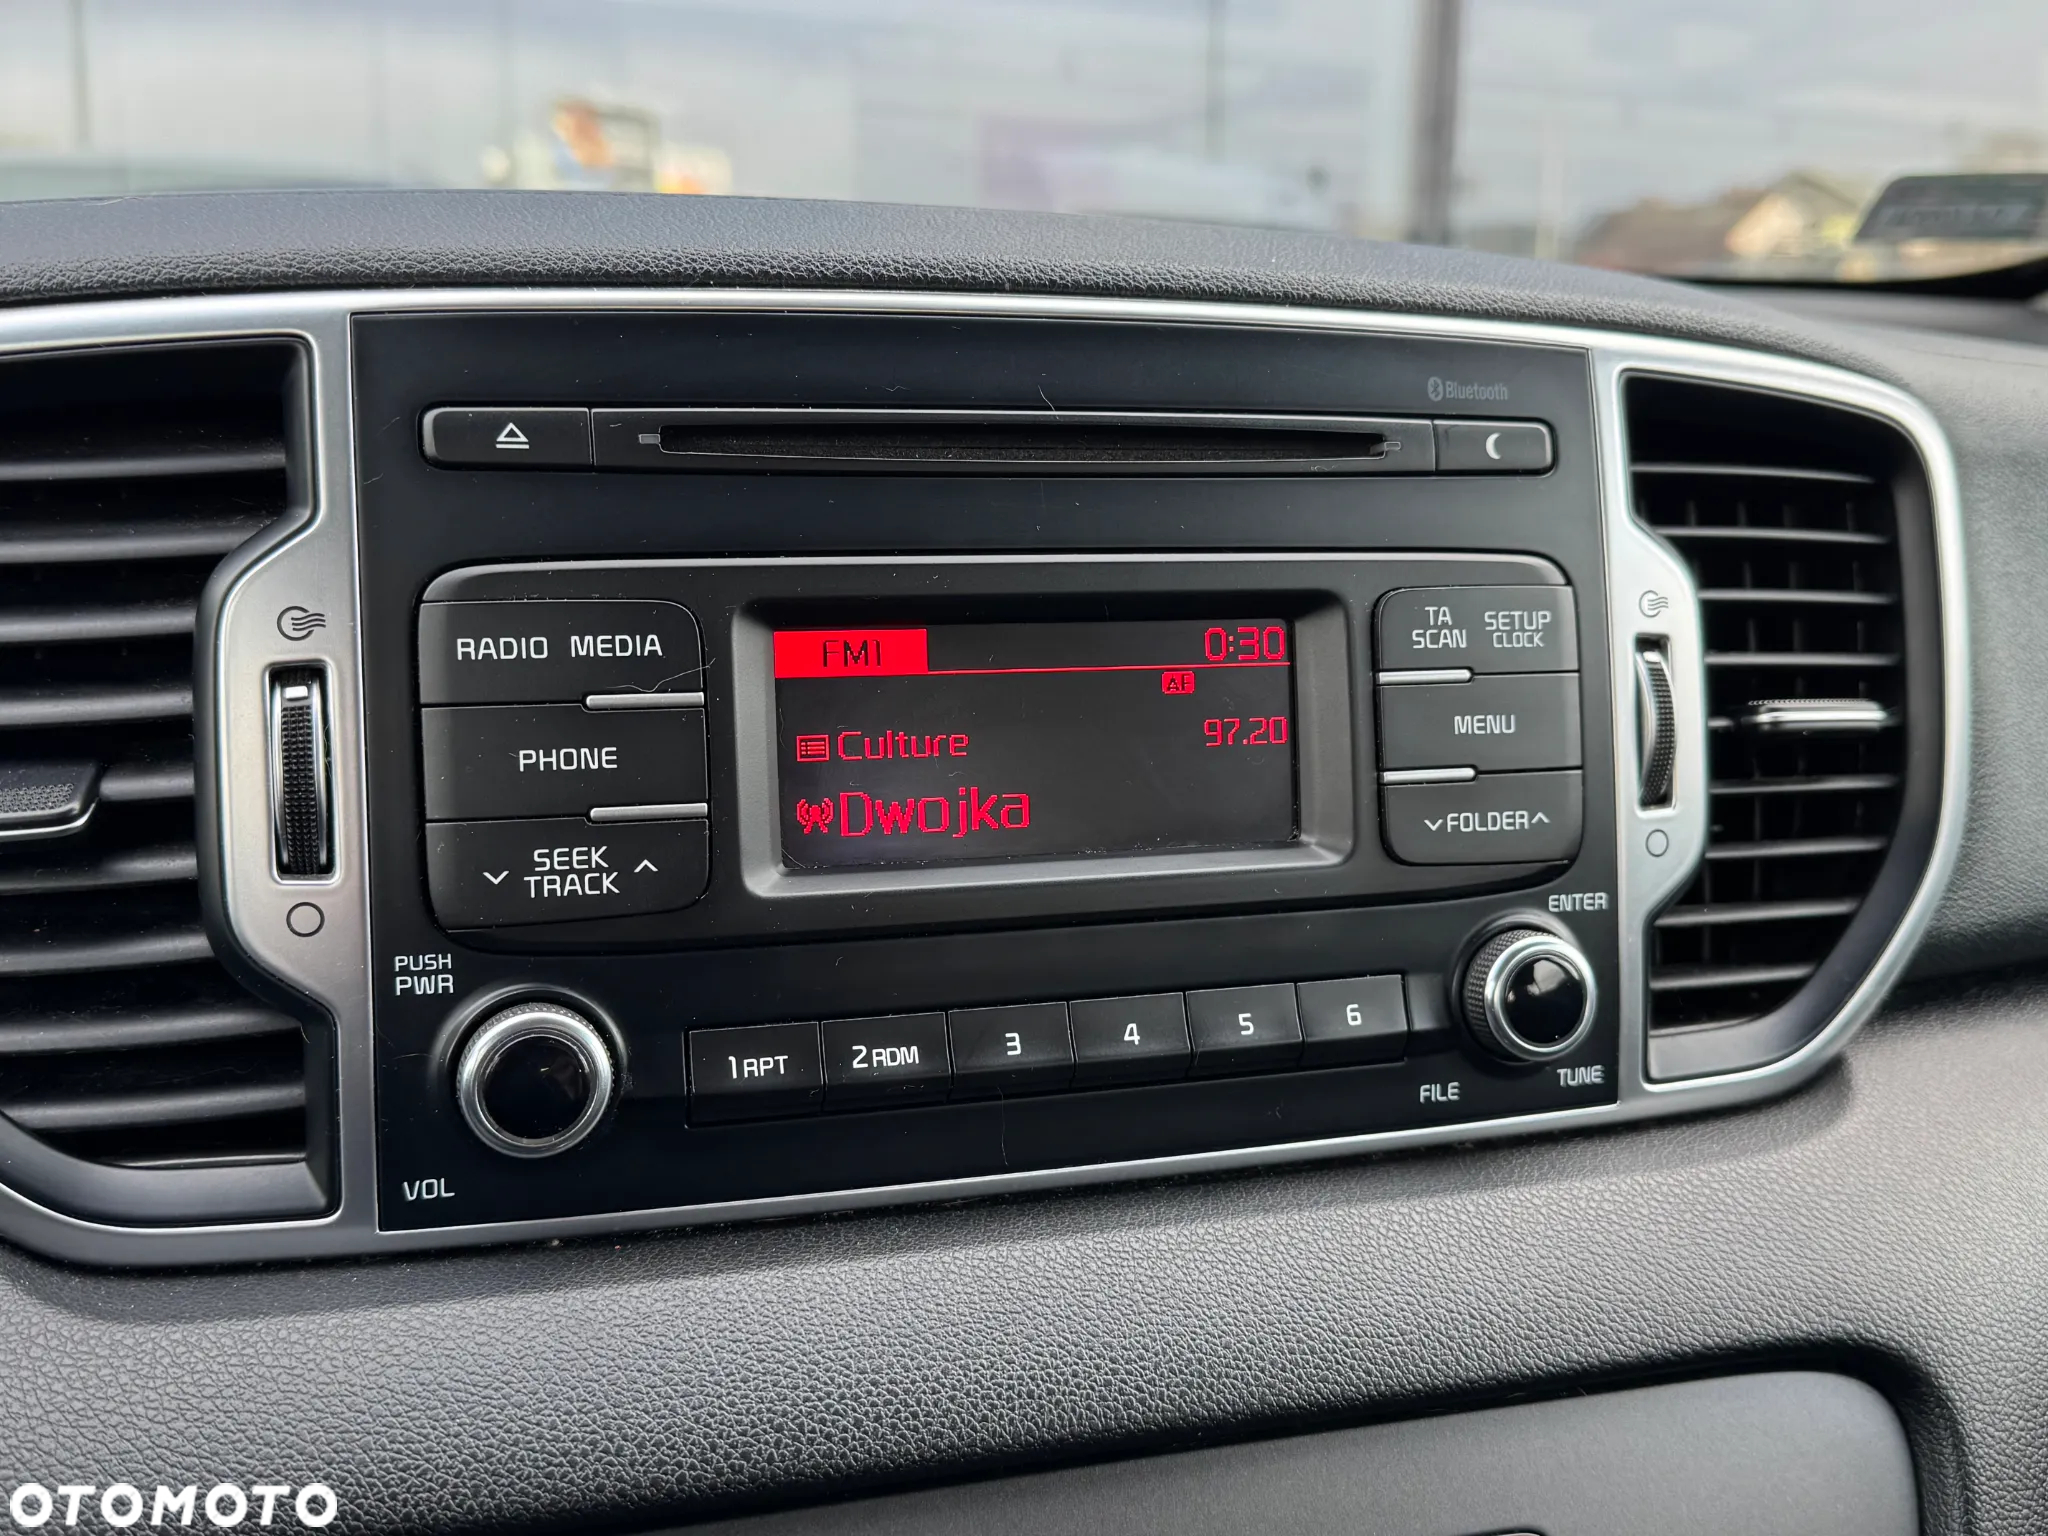 Bluetooth
RADIO MEDIA
PHONE
SEEK
TRACK
FM1 0:30
AF
Culture 97.20
Dwojka
TA
SCAN
SETUP
CLOCK
MENU
FOLDER
PUSH
PWR
VOL
1 RPT 2 RDM 3 4 5 6
ENTER
FILE
TUNE
OTOMOTO